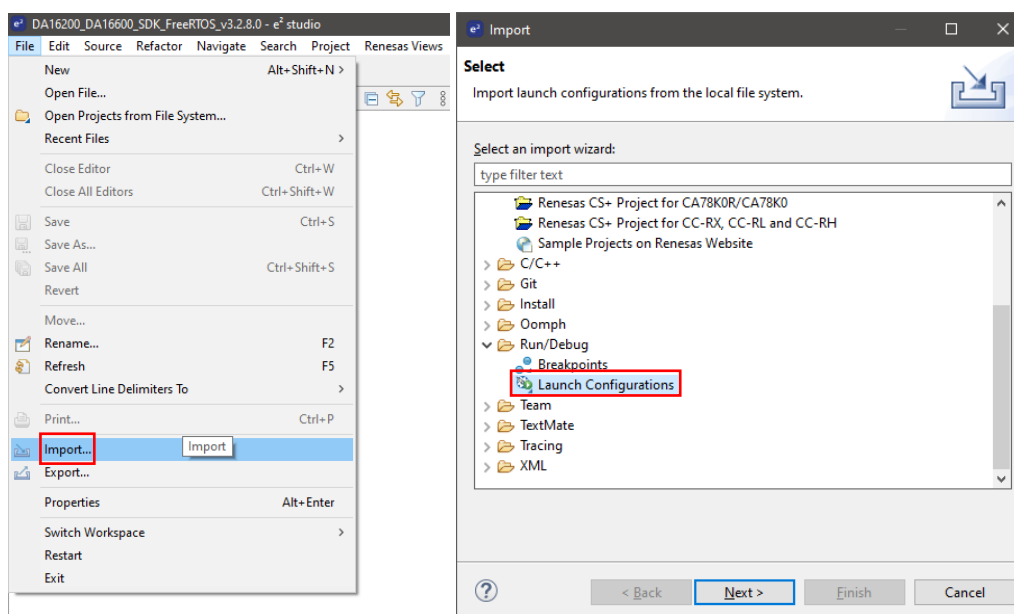 DA16200_DA16600_SDK_FreeRTOS_v3.2.8.0 - e² studio
File Edit Source Refactor Navigate Search Project Renesas Views
New Alt+Shift+N >
Open File...
Open Projects from File System...
Recent Files >
Close Editor Ctrl+W
Close All Editors Ctrl+Shift+W
Save Ctrl+S
Save As...
Save All Ctrl+Shift+S
Revert
Move...
Rename... F2
Refresh F5
Convert Line Delimiters To >
Print... Ctrl+P
Import... Import
Export...
Properties Alt+Enter
Switch Workspace >
Restart
Exit
e² Import
Select
Import launch configurations from the local file system.
Select an import wizard:
type filter text
Renesas CS+ Project for CA78K0R/CA78K0
Renesas CS+ Project for CC-RX, CC-RL and CC-RH
Sample Projects on Renesas Website
C/C++
Git
Install
Oomph
Run/Debug
Breakpoints
Launch Configurations
Team
TextMate
Tracing
XML
? < Back Next > Finish Cancel